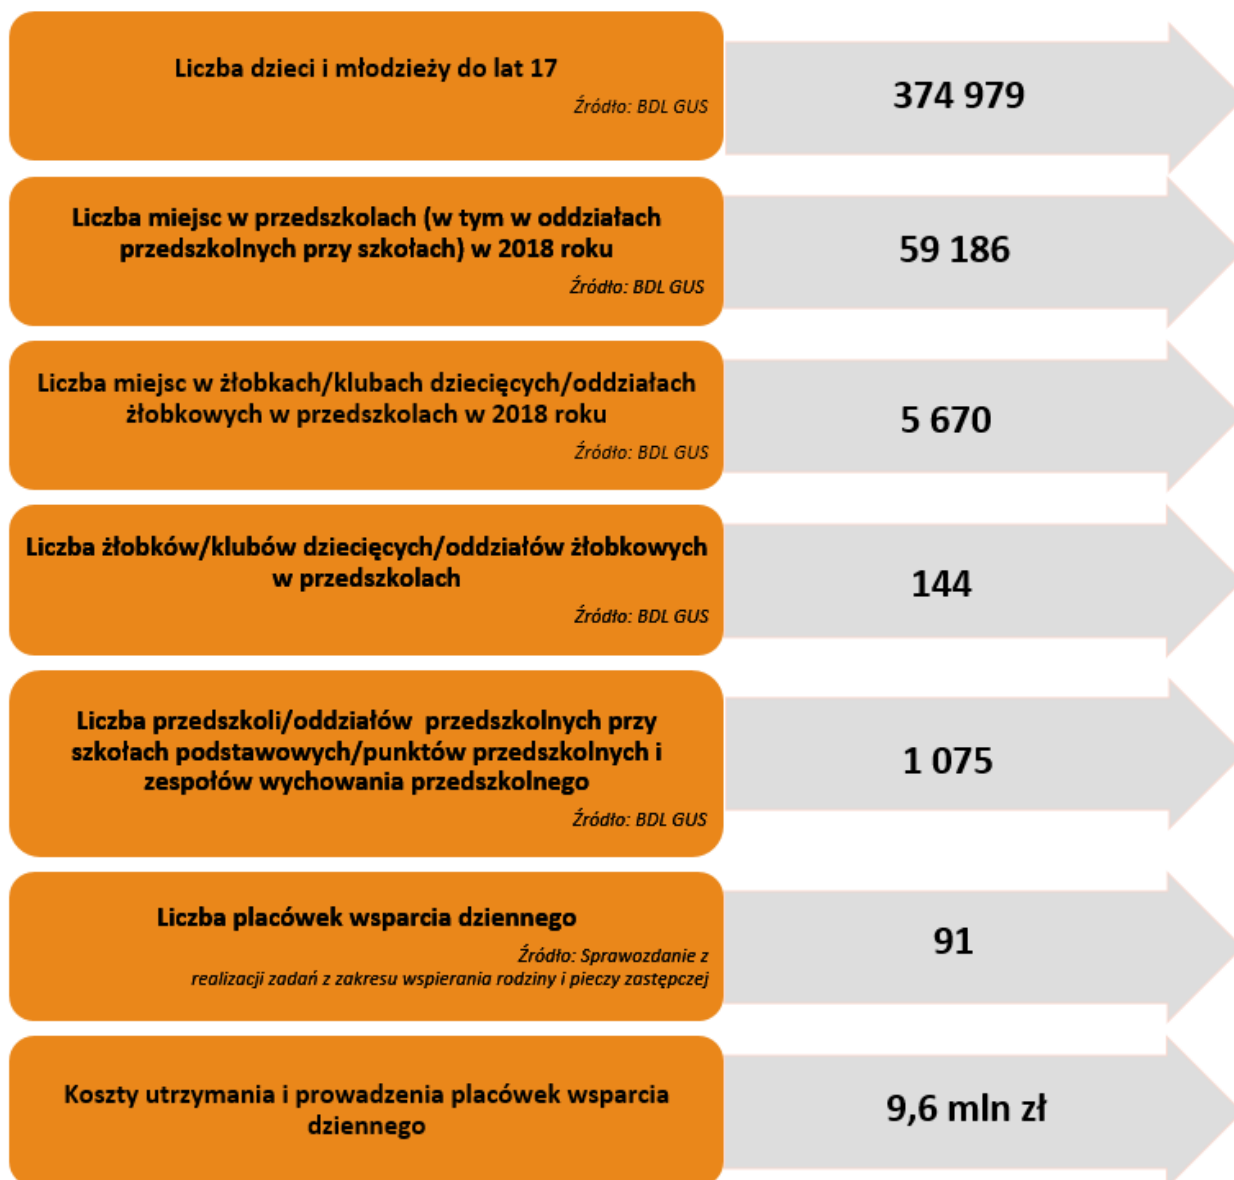 Liczba dzieci i młodzieży do lat 17
Źródło: BDL GUS
374 979
Liczba miejsc w przedszkolach (w tym w oddziałach
przedszkolnych przy szkołach) w 2018 roku
Źródło: BDL GUS
59 186
Liczba miejsc w żłobkach/klubach dziecięcych/oddziałach
żłobkowych w przedszkolach w 2018 roku
Źródło: BDL GUS
5 670
Liczba żłobków/klubów dziecięcych/oddziałów żłobkowych
w przedszkolach
Źródło: BDL GUS
144
Liczba przedszkoli/oddziałów przedszkolnych przy
szkołach podstawowych/punktów przedszkolnych i
zespołów wychowania przedszkolnego
Źródło: BDL GUS
1 075
Liczba placówek wsparcia dziennego
Źródło: Sprawozdanie z
realizacji zadań z zakresu wspierania rodziny i pieczy zastępczej
91
Koszty utrzymania i prowadzenia placówek wsparcia
dziennego
9,6 mln zł